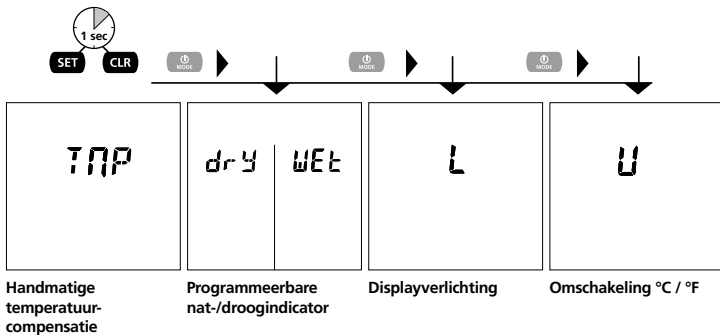 1 sec
SET CLR MODE MODE MODE
TMP dry WEt L U
Handmatige
temperatuur-
compensatie
Programmeerbare
nat-/droogindicator
Displayverlichting
Omschakeling °C / °F